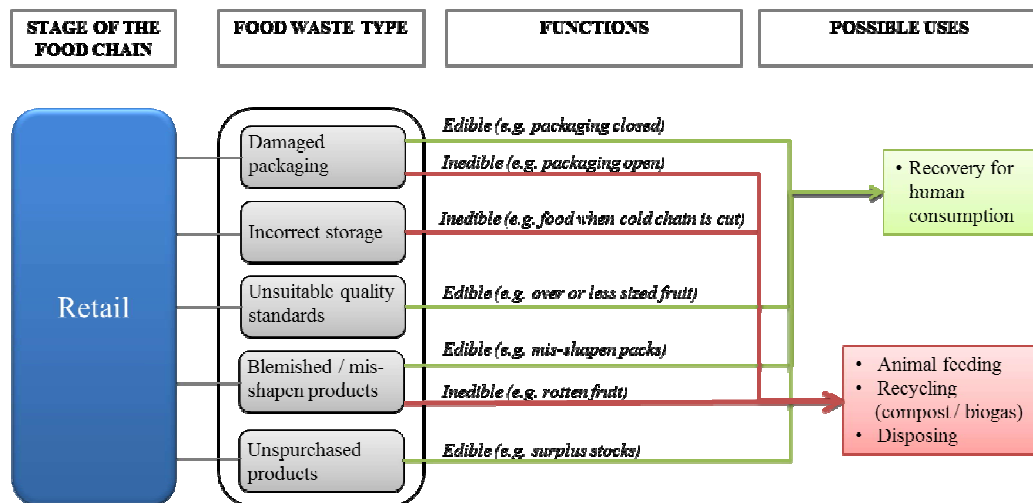 STAGE OF THE
FOOD CHAIN
FOOD WASTE TYPE
FUNCTIONS
POSSIBLE USES
Retail
Damaged
packaging
Incorrect storage
Unsuitable quality
standards
Blemished / mis-
shapen products
Unspurchased
products
Edible (e.g. packaging closed)
Inedible (e.g. packaging open)
Inedible (e.g. food when cold chain is cut)
Edible (e.g. over or less sized fruit)
Edible (e.g. mis-shapen packs)
Inedible (e.g. rotten fruit)
Edible (e.g. surplus stocks)
• Recovery for
human
consumption
• Animal feeding
• Recycling
(compost / biogas)
• Disposing